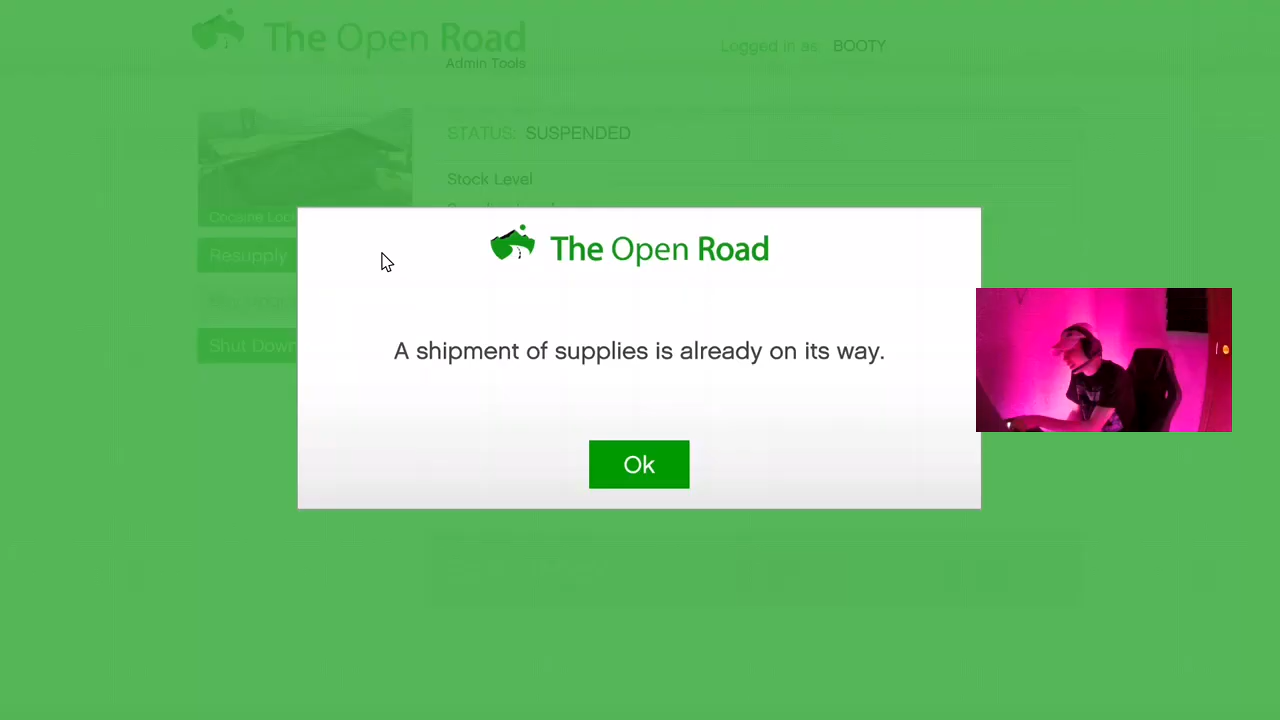 The Open Road
Admin Tools
Logged in as: BOOTY
STATUS: SUSPENDED
Stock Level
Resupply
Shut Down
The Open Road
A shipment of supplies is already on its way.
Ok